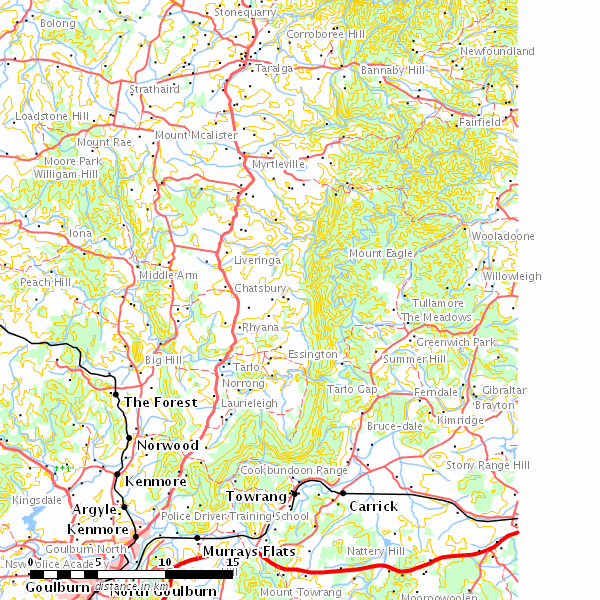 Stonequarry
Bolong
Corroboree Hill
Newfoundland
Taralga
Bannaby Hill
Strathaird
Loadstone Hill
Fairfield
Mount Mcalister
Mount Rae
Moore Park
Myrtleville
Willigam Hill
Iona
Wooladoone
Mount Eagle
Liveringa
Middle Arm
Willowleigh
Peach Hill
Chatsbury
Tullamore
The Meadows
Rhyana
Greenwich Park
Essington
Big Hill
Summer Hill
Tarlo
Norrong
Tarlo Gap
Ferndale
Gibraltar
The Forest
Laurieleigh
Brayton
Kimridge
Bruce-dale
Norwood
Story Range Hill
Cookbundoon Range
Kenmore
Kingsdale
Towrang
Carrick
Argyle
Police Driver Training School
Kenmore
Goulburn North
Murrays Flats
Nattery Hill
Nsw Police Acade
0 5 10 15
distance in km
Goulburn
North Goulburn
Mount Towrang
Moornowoolen